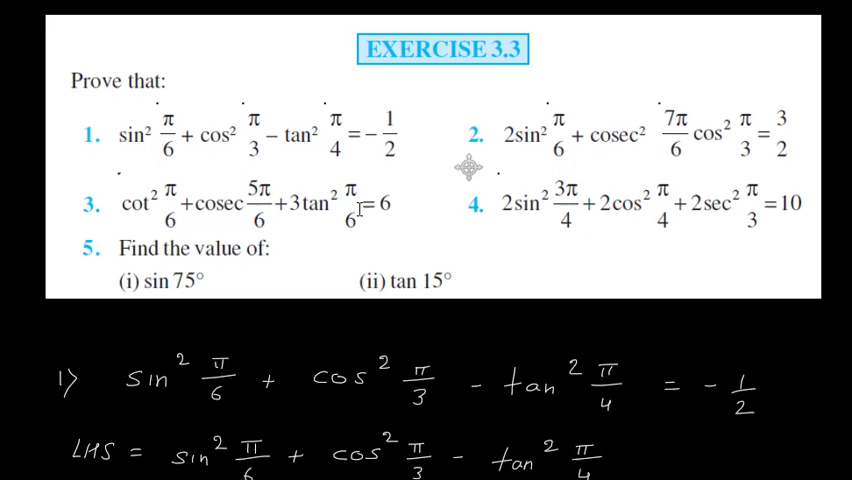 EXERCISE 3.3
Prove that:
1. sin² π/6 + cos² π/3 – tan² π/4 = – 1/2
2. 2sin² π/6 + cosec² 7π/6 cos² π/3 = 3/2
3. cot² π/6 + cosec 5π/6 + 3tan² π/6 = 6
4. 2sin² 3π/4 + 2cos² π/4 + 2sec² π/3 = 10
5. Find the value of:
(i) sin 75° (ii) tan 15°
1) sin² π/6 + cos² π/3 - tan² π/4 = - 1/2
LHS = sin² π/6 + cos² π/3 - tan² π/4